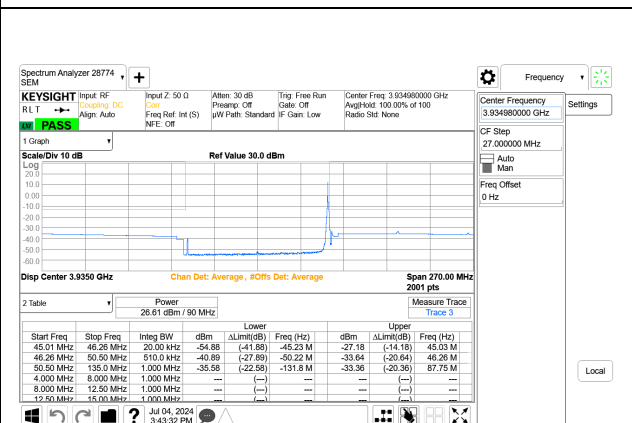 Spectrum Analyzer 28774
SEM
Frequency
KEYSIGHT Input: RF Input Z: 50 Ω Atten: 30 dB Trig: Free Run Center Freq: 3.934980000 GHz
RLT Coupling: DC Corr Preamp: Off Gate: Off Avg|Hold: 100.00% of 100
Align: Auto Freq Ref: Int (S) µW Path: Standard IF Gain: Low Radio Std: None
PASS NFE: Off
Center Frequency
3.934980000 GHz
Settings
CF Step
27.000000 MHz
Auto
Man
Freq Offset
0 Hz
1 Graph
Scale/Div 10 dB Ref Value 30.0 dBm
Log
20.0
10.0
0.00
-10.0
-20.0
-30.0
-40.0
-50.0
-60.0
Disp Center 3.9350 GHz Chan Det: Average, #Offs Det: Average Span 270.00 MHz
2001 pts
2 Table Power Measure Trace
26.61 dBm / 90 MHz Trace 3
Lower Upper
Start Freq Stop Freq Integ BW dBm ΔLimit(dB) Freq (Hz) dBm ΔLimit(dB) Freq (Hz)
45.01 MHz 46.26 MHz 20.00 kHz -54.88 (-41.88) -45.23 M -27.18 (-14.18) 45.03 M
46.26 MHz 50.50 MHz 510.0 kHz -40.89 (-27.89) -50.22 M -33.64 (-20.64) 46.26 M
50.50 MHz 135.0 MHz 1.000 MHz -35.58 (-22.58) -131.8 M -33.36 (-20.36) 87.75 M
4.000 MHz 8.000 MHz 1.000 MHz --- (---) --- --- (---) ---
8.000 MHz 12.50 MHz 1.000 MHz --- (---) --- --- (---) ---
12.50 MHz 15.00 MHz 1.000 MHz --- (---) --- --- (---) ---
Local
? Jul 04, 2024
3:43:32 PM